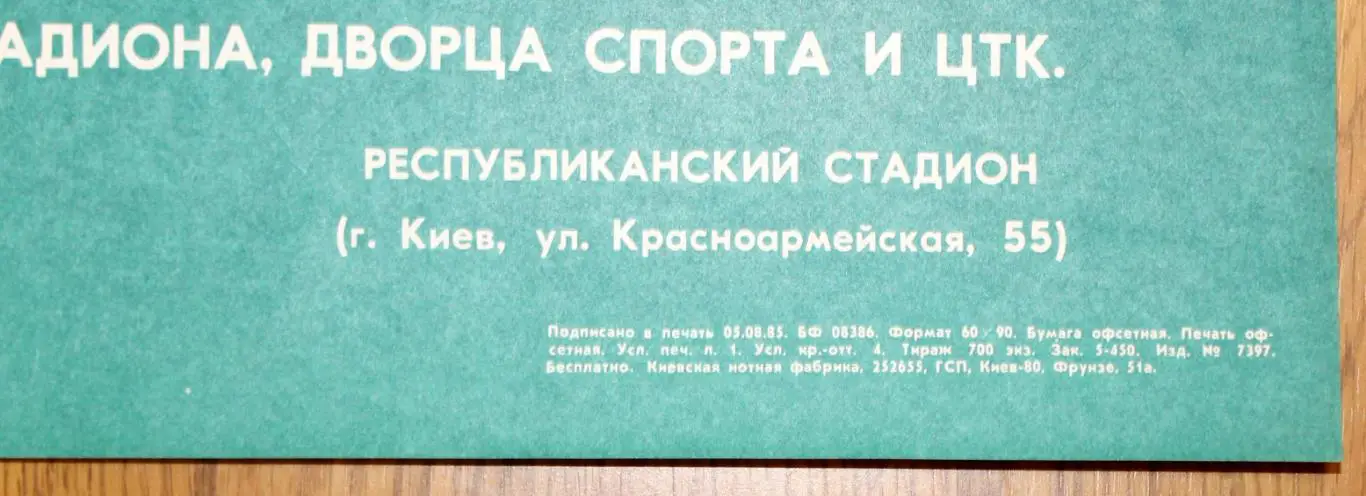 АДИОНА, ДВОРЦА СПОРТА И ЦТК.
РЕСПУБЛИКАНСКИЙ СТАДИОН
(г. Киев, ул. Красноармейская, 55)
Подписано в печать 05.08.85. БФ 08386. Формат 60×90. Бумага офсетная. Печать оф-
сетная. Усл. печ. л. 1. Усл. кр.-отт. 4. Тираж 700 экз. Зак. 5-450. Изд. № 7397.
Бесплатно. Киевская нотная фабрика, 252655, ГСП, Киев-80, Фрунзе, 51а.